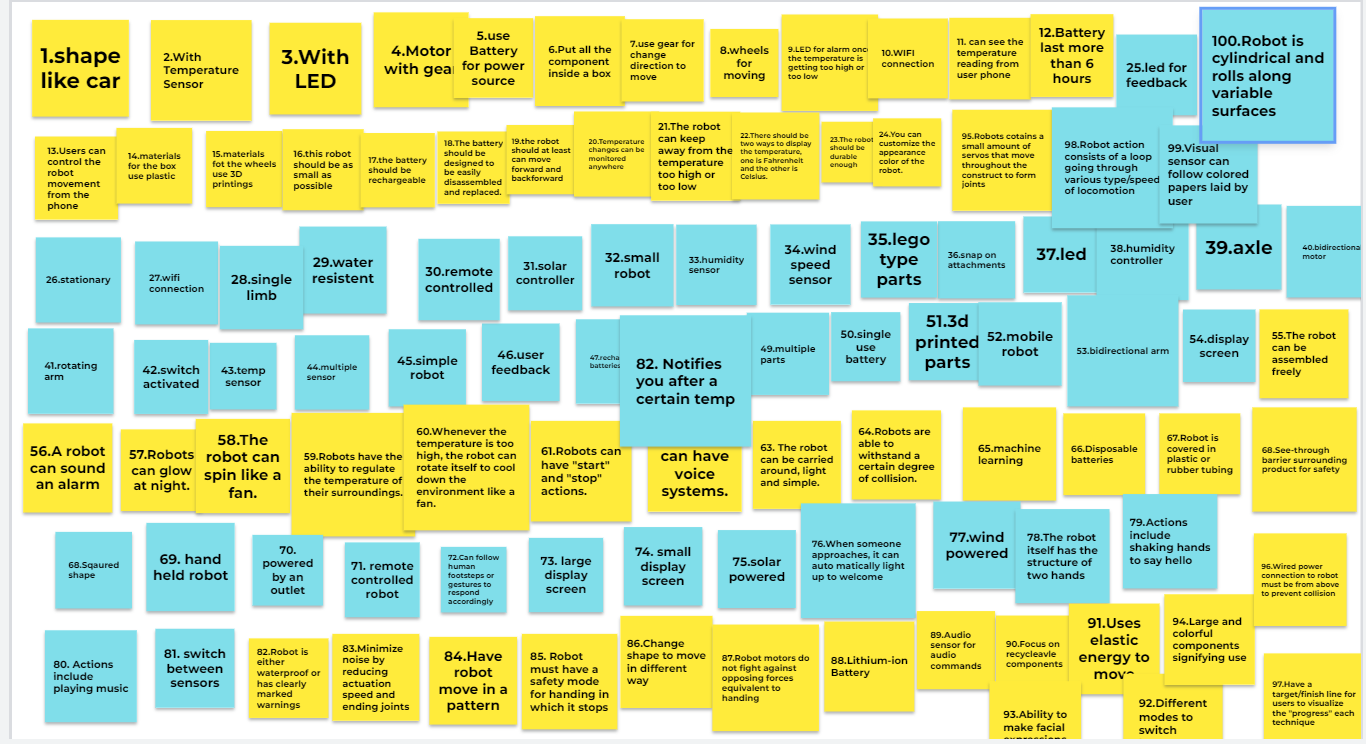 1.shape
like car
2.With
Temperature
Sensor
3.With
LED
4.Motor
with gear
5.use
Battery
for power
source
6.Put all the
component
inside a box
7.use gear for
change
direction to
move
8.wheels
for
moving
9.LED for alarm once
the temperature is
getting too high or
too low
10.WIFI
connection
11. can see the
temperature
reading from
user phone
12.Battery
last more
than 6
hours
25.led for
feedback
100.Robot is
cylindrical and
rolls along
variable
surfaces
13.Users can
control the
robot
movement
from the
phone
14.materials
for the box
use plastic
15.materials
fot the wheels
use 3D
printings
16.this robot
should be as
small as
possible
17.the battery
should be
rechargeable
18.The battery
should be
designed to
be easily
disassembled
and replaced.
19.the robot
should at least
can move
forward and
backforward
20.Temperature
changes can be
monitored
anywhere
21.The robot
can keep
away from the
temperature
too high or
too low
22.There should be
two ways to display
the temperature,
one is Fahrenheit
and the other is
Celsius.
23.The robot
should be
durable
enough
24.You can
customize the
appearance
color of the
robot.
95.Robots cotains a
small amount of
servos that move
throughout the
construct to form
joints
98.Robot action
consists of a loop
going through
various type/speed
of locomotion
99.Visual
sensor can
follow colored
papers laid by
user
26.stationary
27.wifi
connection
28.single
limb
29.water
resistent
30.remote
controlled
31.solar
controller
32.small
robot
33.humidity
sensor
34.wind
speed
sensor
35.lego
type
parts
36.snap on
attachments
37.led
38.humidity
controller
39.axle
40.bidirectiona
motor
41.rotating
arm
42.switch
activated
43.temp
sensor
44.multiple
sensor
45.simple
robot
46.user
feedback
47.recha
batteries
82. Notifies
you after a
certain temp
49.multiple
parts
50.single
use
battery
51.3d
printed
parts
52.mobile
robot
53.bidirectional arm
54.display
screen
55.The robot
can be
assembled
freely
56.A robot
can sound
an alarm
57.Robots
can glow
at night.
58.The
robot can
spin like a
fan.
59.Robots have the
ability to regulate
the temperature of
their surroundings.
60.Whenever the
temperature is too
high, the robot can
rotate itself to cool
down the
environment like a
fan.
61.Robots can
have "start"
and "stop"
actions.
can have
voice
systems.
63. The robot
can be carried
around, light
and simple.
64.Robots are
able to
withstand a
certain degree
of collision.
65.machine
learning
66.Disposable
batteries
67.Robot is
covered in
plastic or
rubber tubing
68.See-through
barrier surrounding
product for safety
68.Sqaured
shape
69. hand
held robot
70.
powered
by an
outlet
71. remote
controlled
robot
72.Can follow
human
footsteps or
gestures to
respond
accordingly
73. large
display
screen
74. small
display
screen
75.solar
powered
76.When someone
approaches, it can
auto matically light
up to welcome
77.wind
powered
78.The robot
itself has the
structure of
two hands
79.Actions
include
shaking hands
to say hello
96.Wired power
connection to robot
must be from above
to prevent collision
80. Actions
include
playing music
81. switch
between
sensors
82.Robot is
either
waterproof or
has clearly
marked
warnings
83.Minimize
noise by
reducing
actuation
speed and
ending joints
84.Have
robot
move in a
pattern
85. Robot
must have a
safety mode
for handing in
which it stops
86.Change
shape to move
in different
way
87.Robot motors do
not fight against
opposing forces
equivalent to
handing
88.Lithium-ion
Battery
89.Audio
sensor for
audio
commands
90.Focus on
recycleavle
components
91.Uses
elastic
energy to
move
94.Large and
colorful
components
signifying use
93.Ability to
make facial
expressions
92.Different
modes to
switch
97.Have a
target/finish line for
users to visualize
the "progress" each
technique